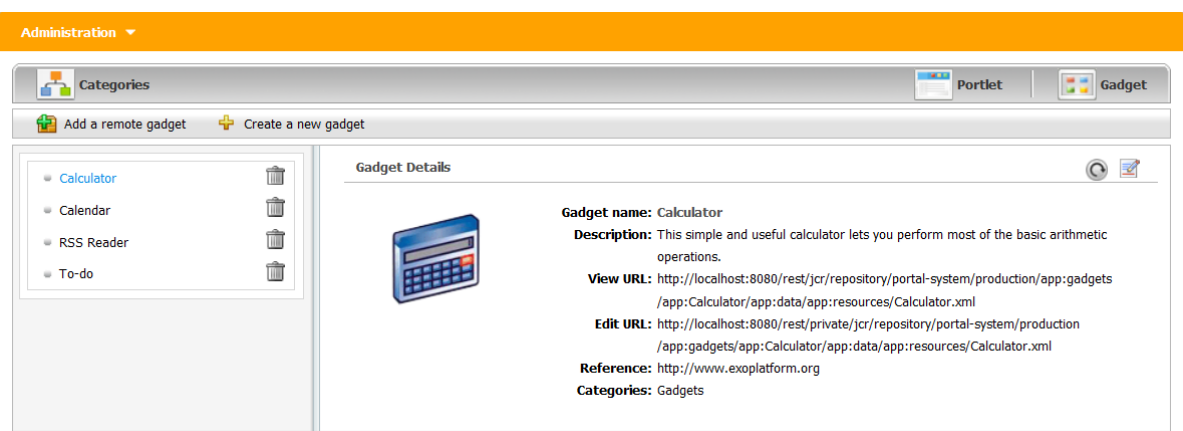 Administration
Categories
Portlet
Gadget
Add a remote gadget
Create a new gadget
Calculator
Calendar
RSS Reader
To-do
Gadget Details
Gadget name: Calculator
Description: This simple and useful calculator lets you perform most of the basic arithmetic
operations.
View URL: http://localhost:8080/rest/jcr/repository/portal-system/production/app:gadgets
/app:Calculator/app:data/app:resources/Calculator.xml
Edit URL: http://localhost:8080/rest/private/jcr/repository/portal-system/production
/app:gadgets/app:Calculator/app:data/app:resources/Calculator.xml
Reference: http://www.exoplatform.org
Categories: Gadgets